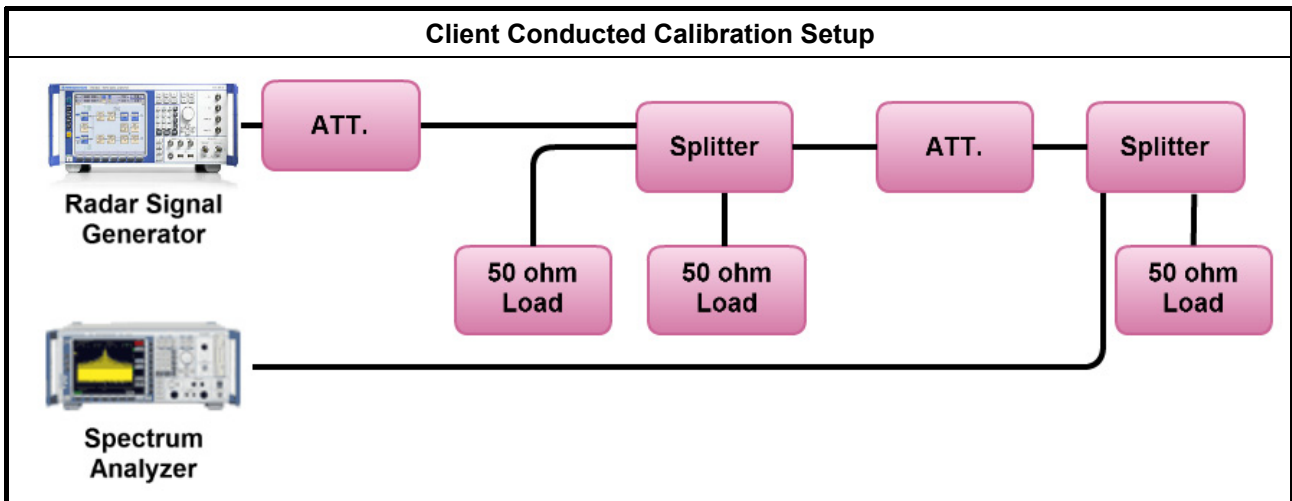 Client Conducted Calibration Setup
ATT.
Splitter
ATT.
Splitter
Radar Signal
Generator
50 ohm
Load
50 ohm
Load
50 ohm
Load
Spectrum
Analyzer